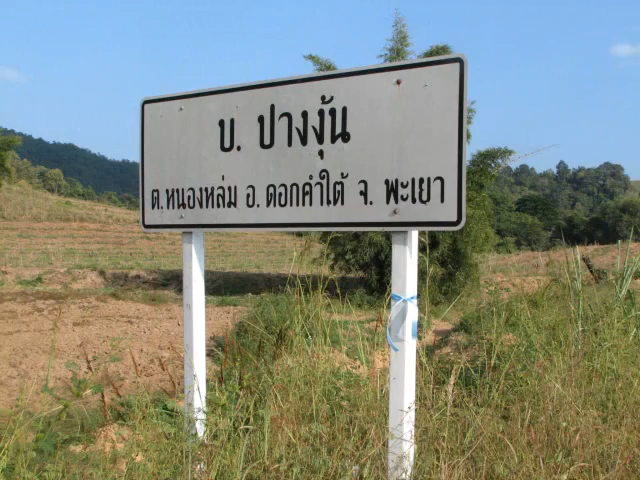 บ. ปางงุ้น
ต.หนองหล่ม อ. ดอกคำใต้ จ. พะเยา